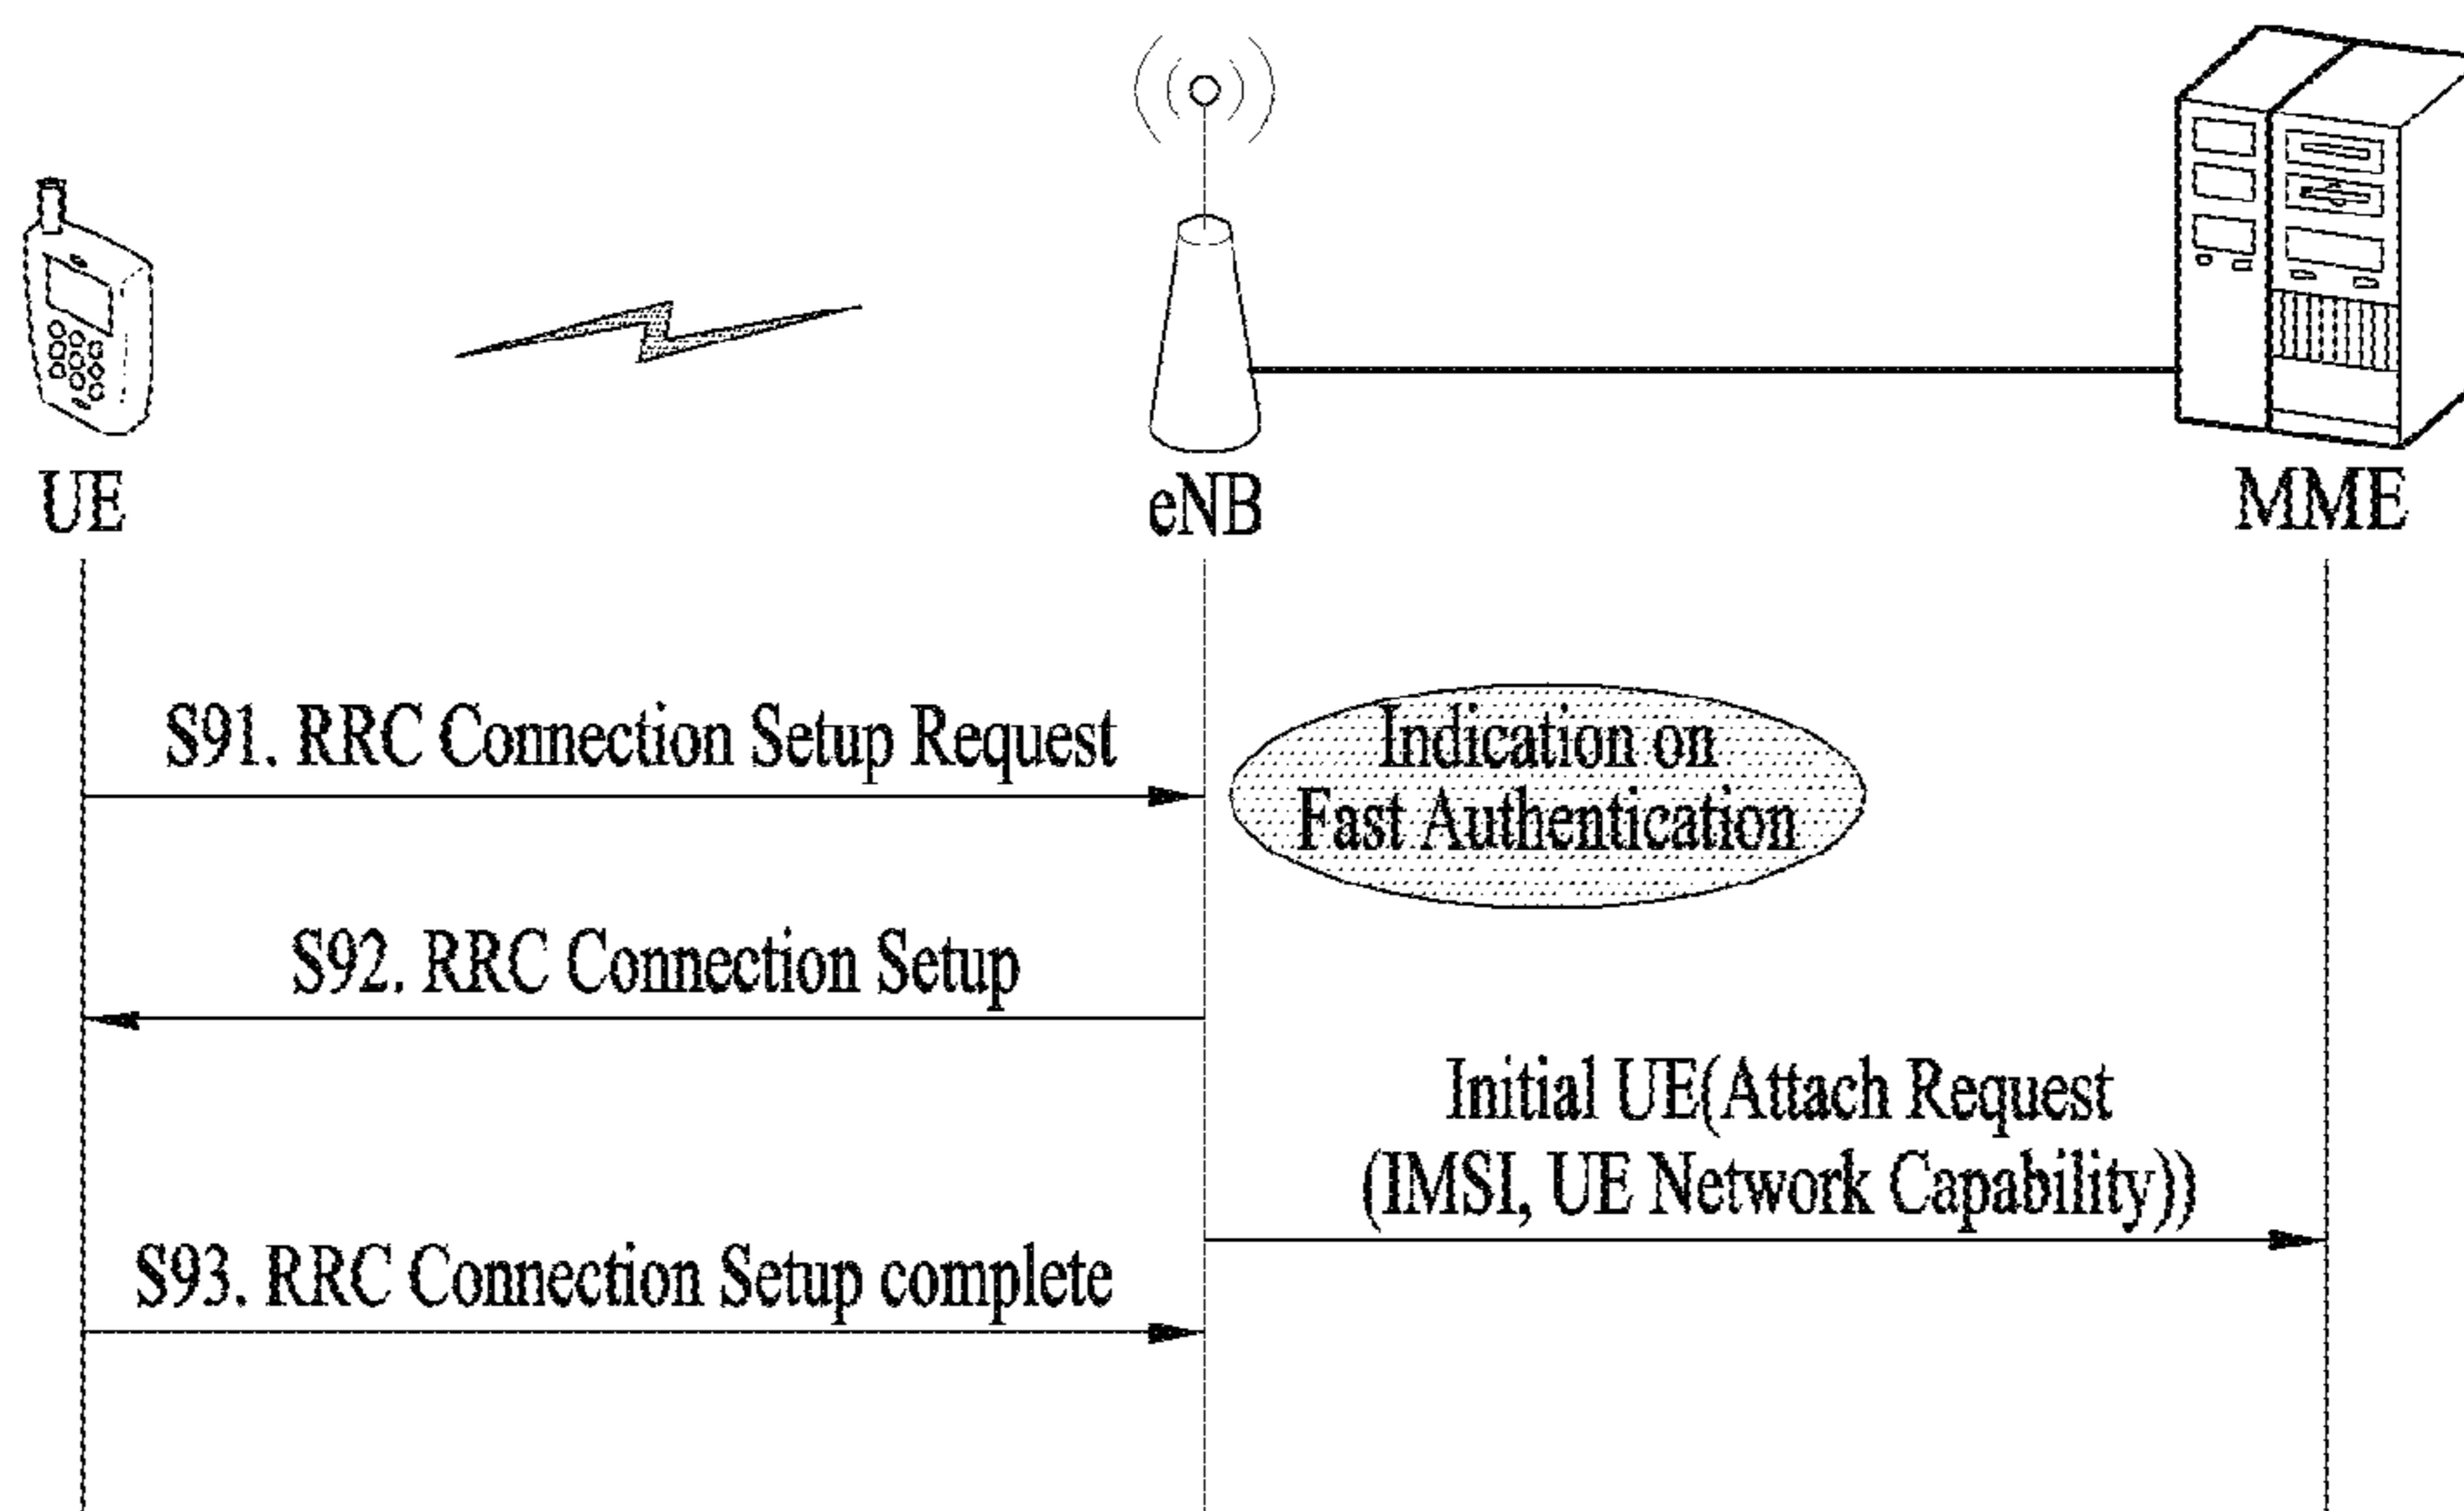 UE
eNB
MME
S91. RRC Connection Setup Request
Indication on
Fast Authentication
S92. RRC Connection Setup
Initial UE(Attach Request
(IMSI, UE Network Capability))
S93. RRC Connection Setup complete